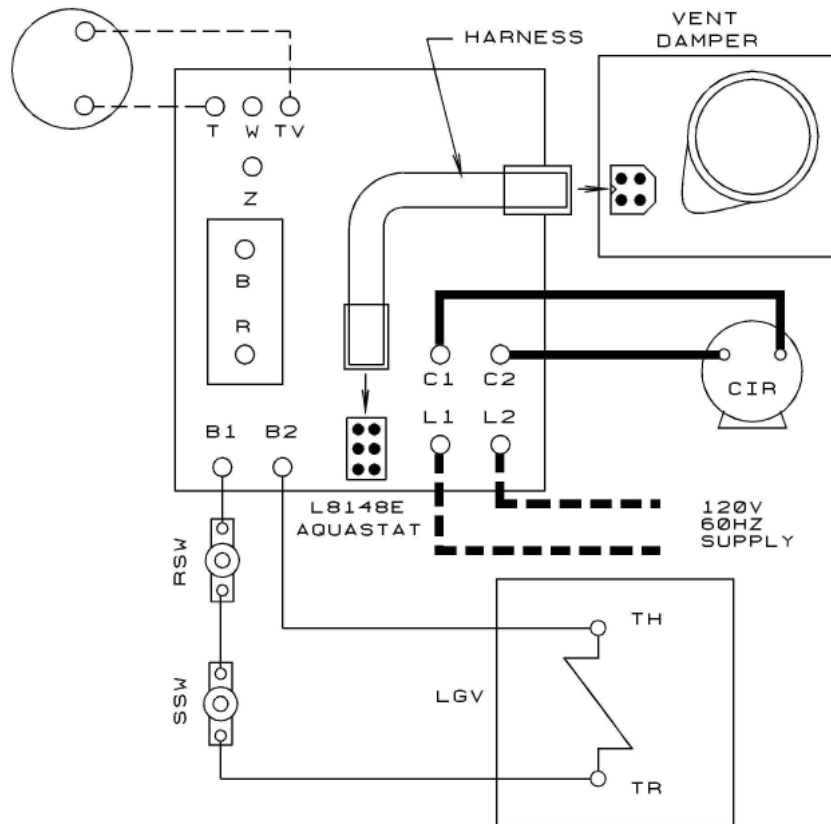 HARNESS
VENT
DAMPER
T W TV
Z
B
R
C1 C2
CIR
L1 L2
B1 B2
L8148E
AQUASTAT
120V
60HZ
SUPPLY
RSW
TH
SSW
LGV
TR